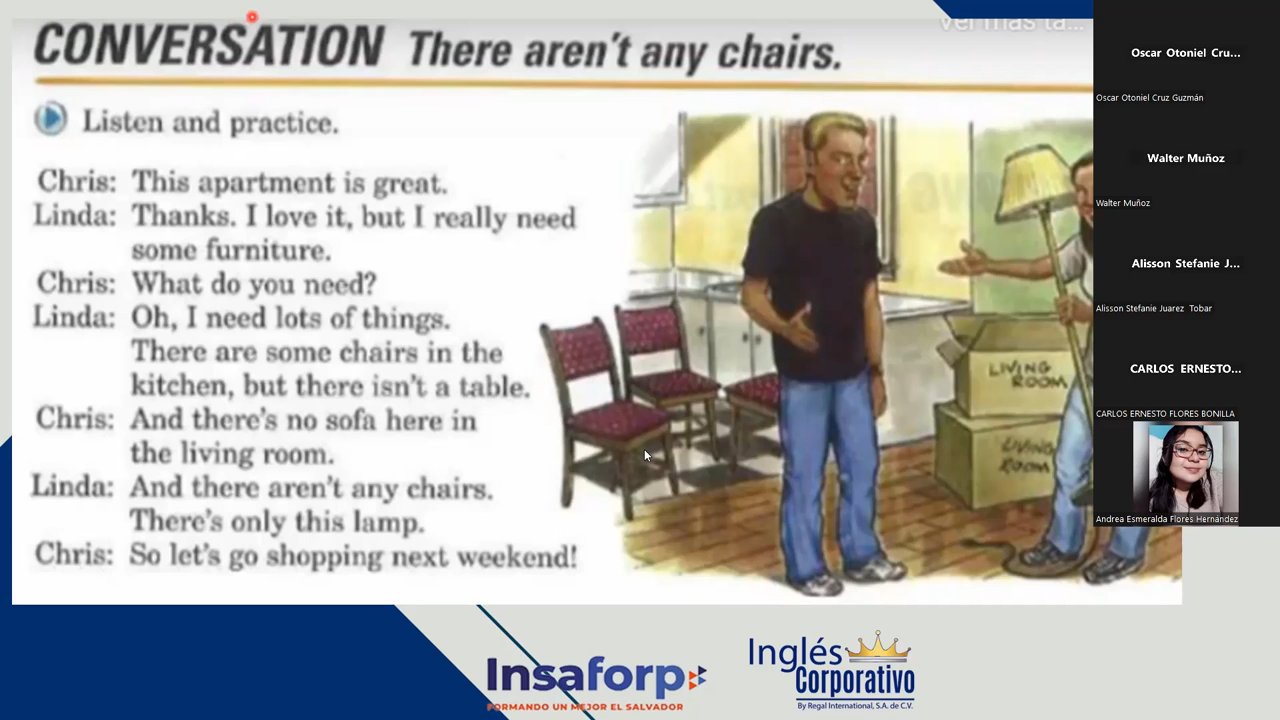 Ver más ta...
CONVERSATION There aren't any chairs.
Listen and practice.
Chris: This apartment is great.
Linda: Thanks. I love it, but I really need
some furniture.
Chris: What do you need?
Linda: Oh, I need lots of things.
There are some chairs in the
kitchen, but there isn't a table.
Chris: And there's no sofa here in
the living room.
Linda: And there aren't any chairs.
There's only this lamp.
Chris: So let's go shopping next weekend!
LIVING
ROOM
LIVING
ROOM
Oscar Otoniel Cru...
Oscar Otoniel Cruz Guzmán
Walter Muñoz
Walter Muñoz
Alisson Stefanie J...
Alisson Stefanie Juarez Tobar
CARLOS ERNESTO...
CARLOS ERNESTO FLORES BONILLA
Andrea Esmeralda Flores Hernández
Insaforp
FORMANDO UN MEJOR EL SALVADOR
Inglés
Corporativo
By Regal International, S.A. de C.V.